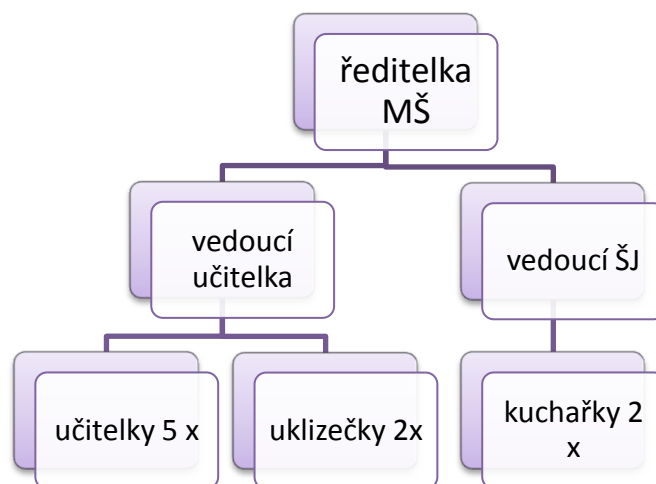 ředitelka
MŠ
vedoucí
učitelka
vedoucí ŠJ
učitelky 5 x
uklizečky 2x
kuchařky 2
x